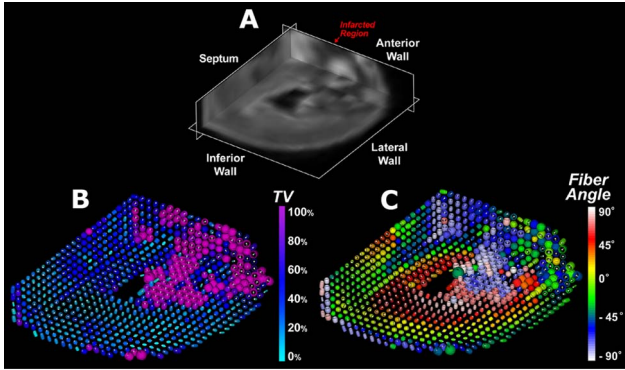 A
Infarcted
Region
Anterior
Wall
Septum
Inferior
Wall
Lateral
Wall
B
TV
100%
80%
60%
40%
20%
0%
C
Fiber
Angle
90°
45°
0°
- 45°
- 90°